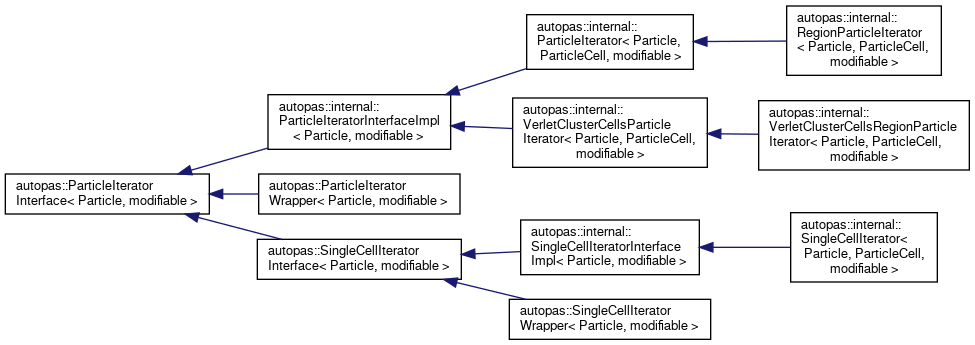 autopas::internal::
ParticleIterator< Particle,
ParticleCell, modifiable >
autopas::internal::
RegionParticleIterator
< Particle, ParticleCell,
modifiable >
autopas::internal::
ParticleIteratorInterfaceImpl
< Particle, modifiable >
autopas::internal::
VerletClusterCellsParticle
Iterator< Particle, ParticleCell,
modifiable >
autopas::internal::
VerletClusterCellsRegionParticle
Iterator< Particle, ParticleCell,
modifiable >
autopas::ParticleIterator
Interface< Particle, modifiable >
autopas::ParticleIterator
Wrapper< Particle, modifiable >
autopas::SingleCellIterator
Interface< Particle, modifiable >
autopas::internal::
SingleCellIteratorInterface
Impl< Particle, modifiable >
autopas::internal::
SingleCellIterator<
Particle, ParticleCell,
modifiable >
autopas::SingleCellIterator
Wrapper< Particle, modifiable >